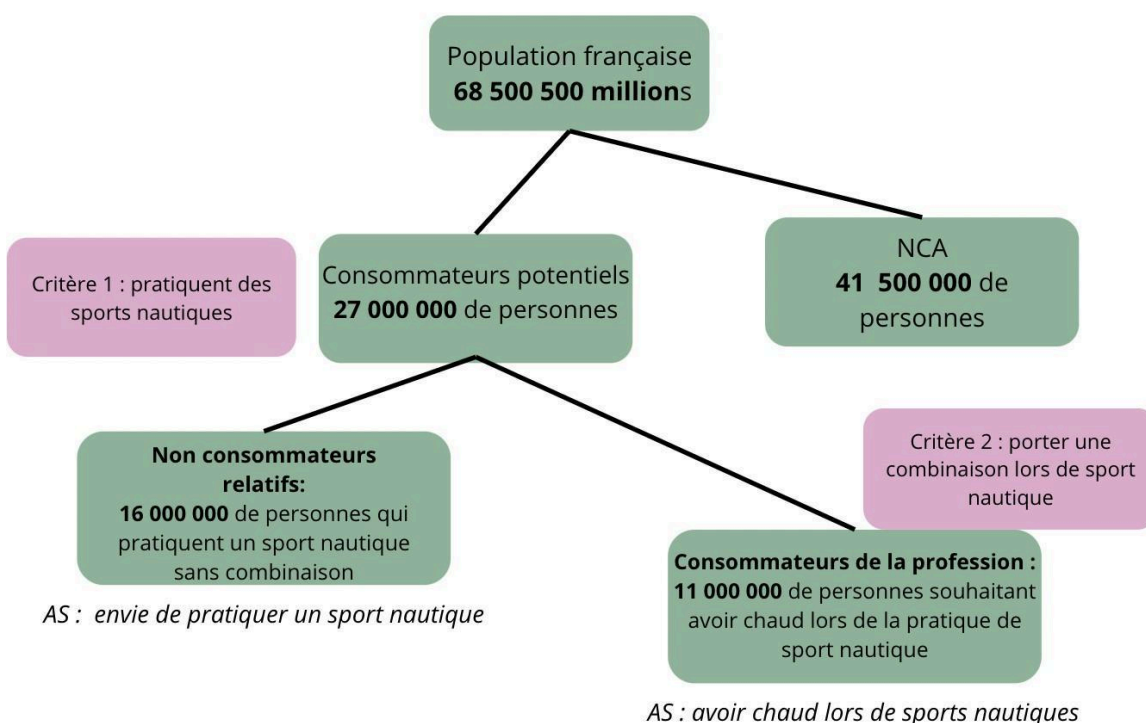 Population française
68 500 500 millions
NCA
41 500 000 de
personnes
Consommateurs potentiels
27 000 000 de personnes
Critère 1 : pratiquent des
sports nautiques
Critère 2 : porter une
combinaison lors de sport
nautique
Non consommateurs
relatifs:
16 000 000 de personnes qui
pratiquent un sport nautique
sans combinaison
AS : envie de pratiquer un sport nautique
Consommateurs de la profession :
11 000 000 de personnes souhaitant
avoir chaud lors de la pratique de
sport nautique
AS : avoir chaud lors de sports nautiques